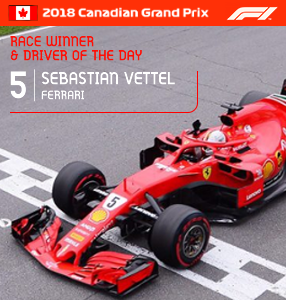 2018 Canadian Grand Prix
RACE WINNER
& DRIVER OF THE DAY
5 SEBASTIAN VETTEL
FERRARI
5